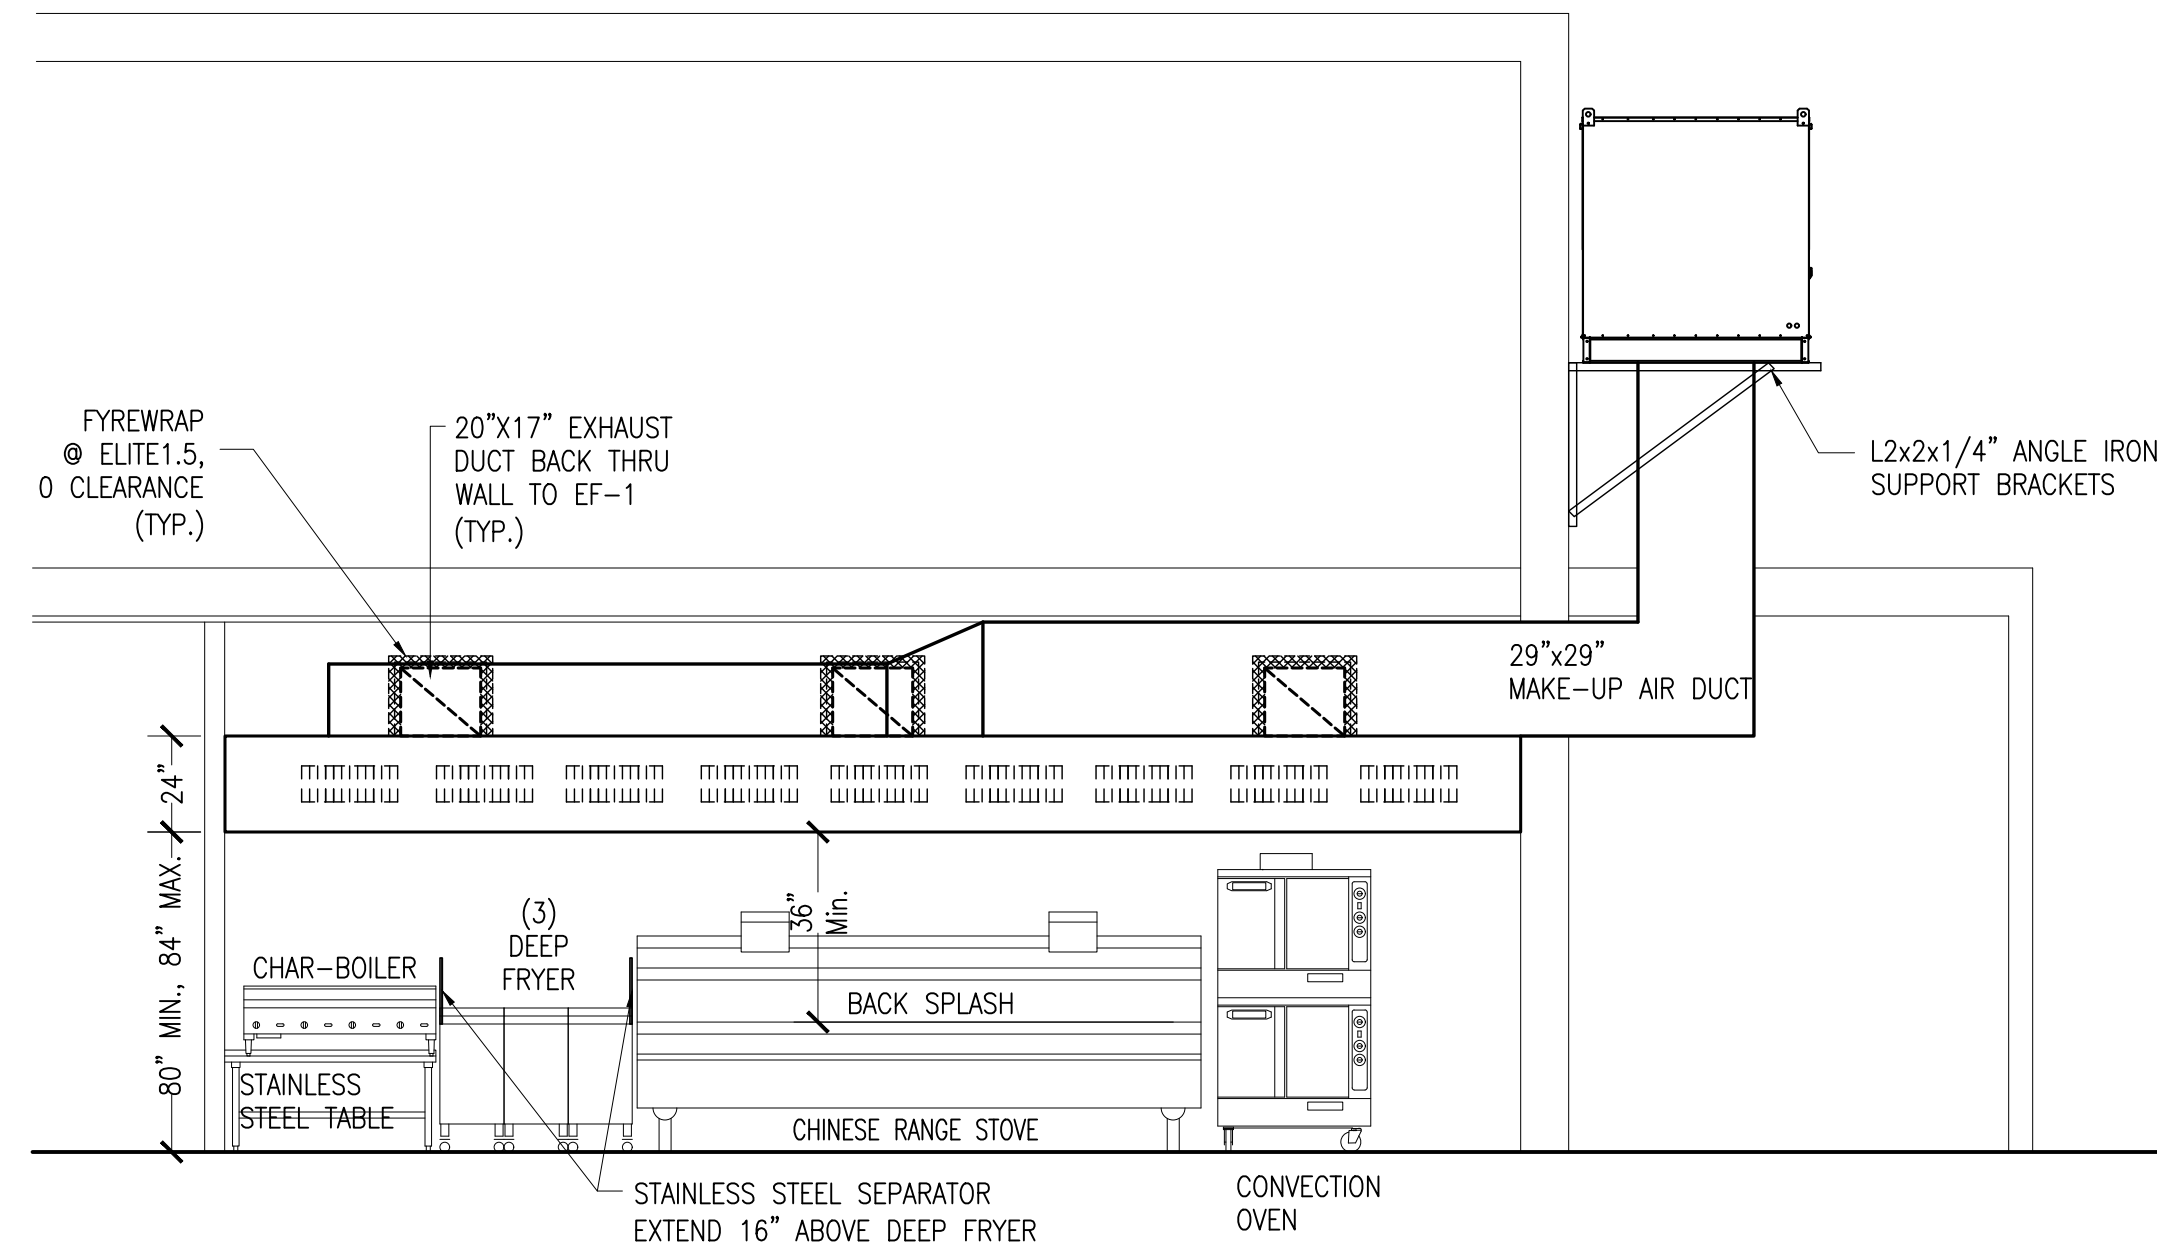 FYREWRAP
@ ELITE1.5,
0 CLEARANCE
(TYP.)
20”X17” EXHAUST
DUCT BACK THRU
WALL TO EF-1
(TYP.)
L2x2x1/4” ANGLE IRON
SUPPORT BRACKETS
29”x29”
MAKE-UP AIR DUCT
24”
80” MIN., 84” MAX.
36”
Min.
(3)
DEEP
FRYER
CHAR-BOILER
BACK SPLASH
STAINLESS
STEEL TABLE
CHINESE RANGE STOVE
CONVECTION
OVEN
STAINLESS STEEL SEPARATOR
EXTEND 16” ABOVE DEEP FRYER